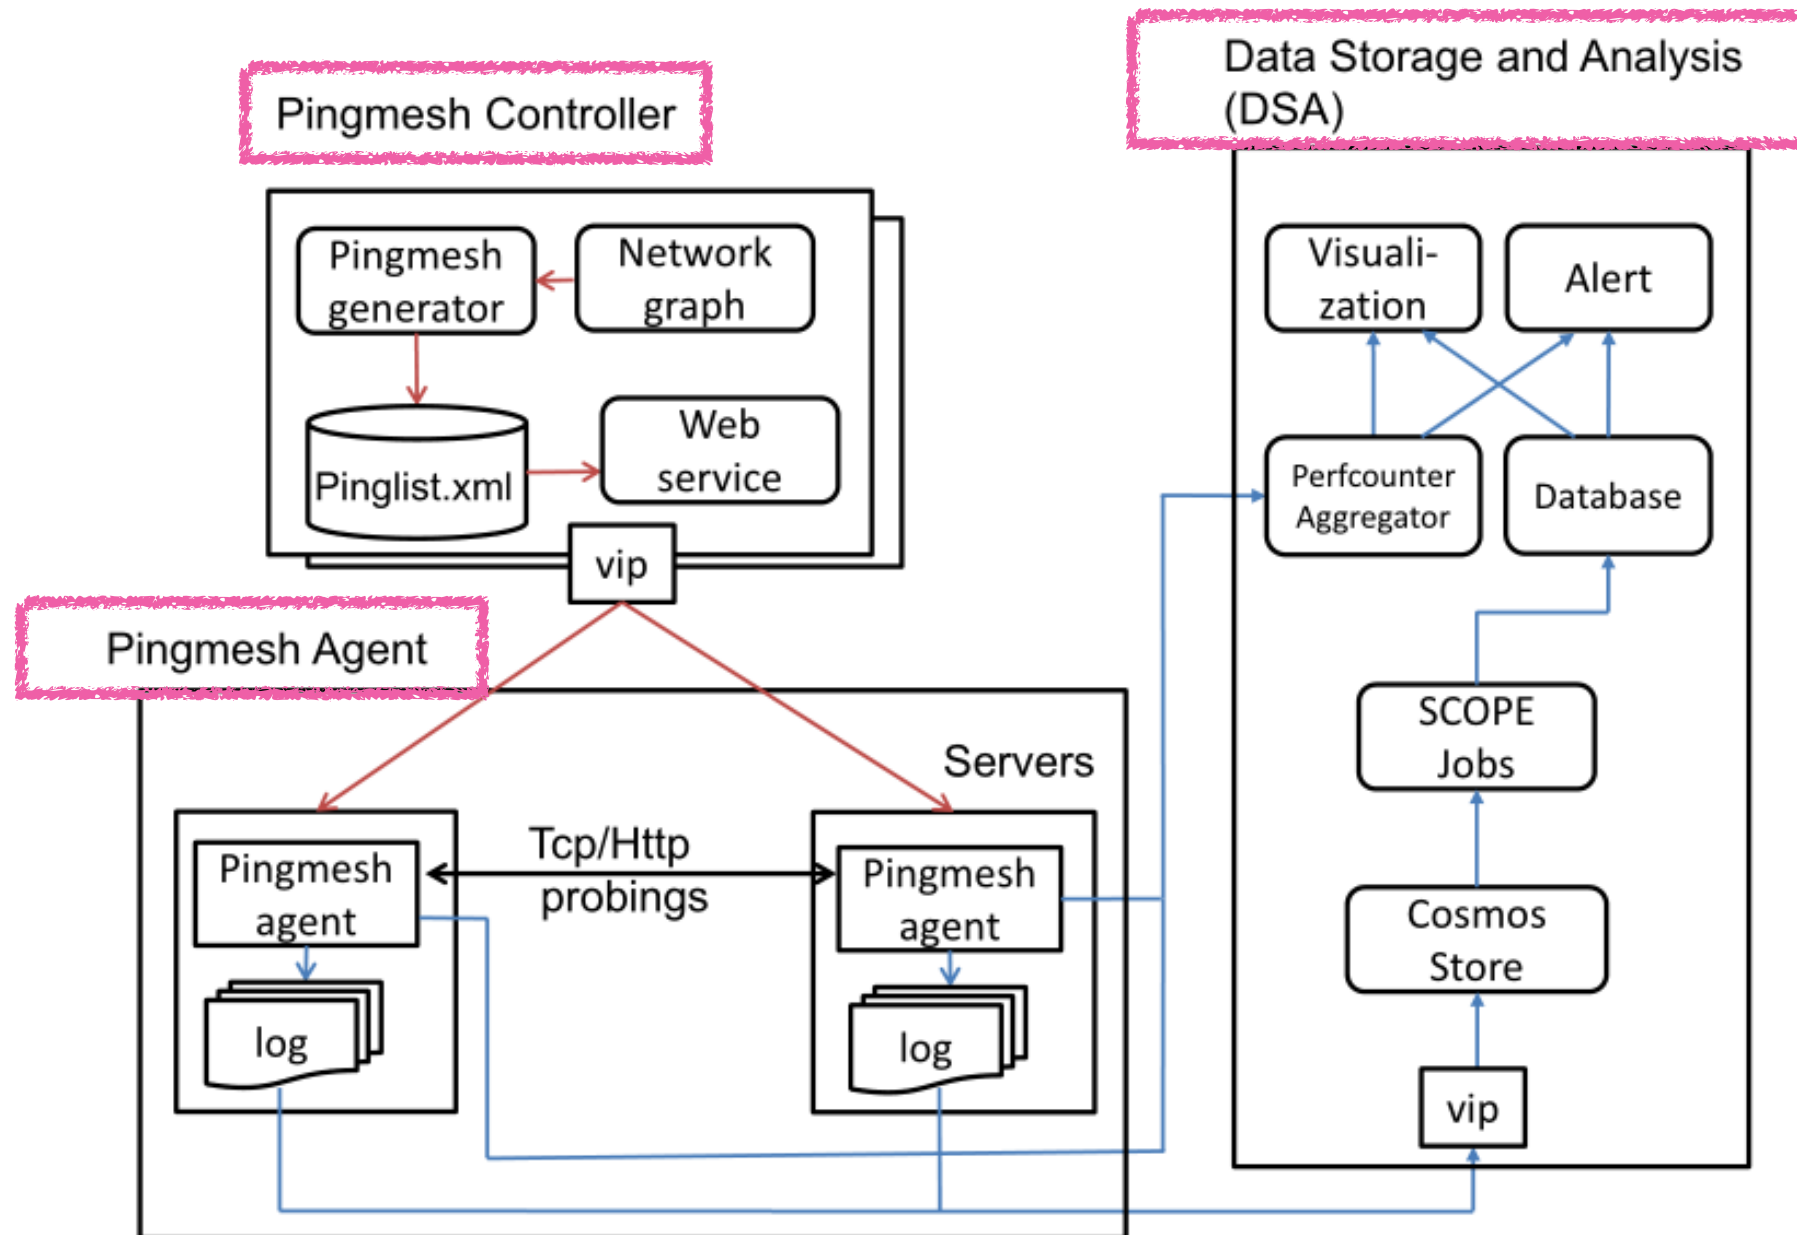 Pingmesh Controller
Pingmesh
generator
Network
graph
Pinglist.xml
Web
service
vip
Pingmesh Agent
Servers
Pingmesh
agent
log
Tcp/Http
probings
Pingmesh
agent
log
Data Storage and Analysis
(DSA)
Visuali-
zation
Alert
Perfcounter
Aggregator
Database
SCOPE
Jobs
Cosmos
Store
vip